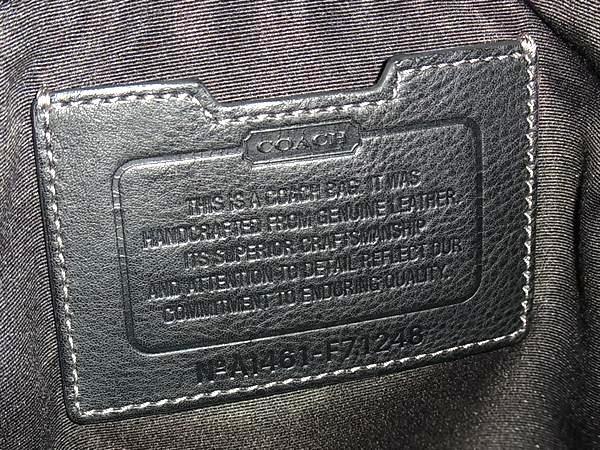 COACH
THIS IS A COACH BAG. IT WAS
HANDCRAFTED FROM GENUINE LEATHER.
ITS SUPERIOR CRAFTSMANSHIP
AND ATTENTION TO DETAIL REFLECT OUR
COMMITMENT TO ENDURING QUALITY.
Nº A1461-F71246